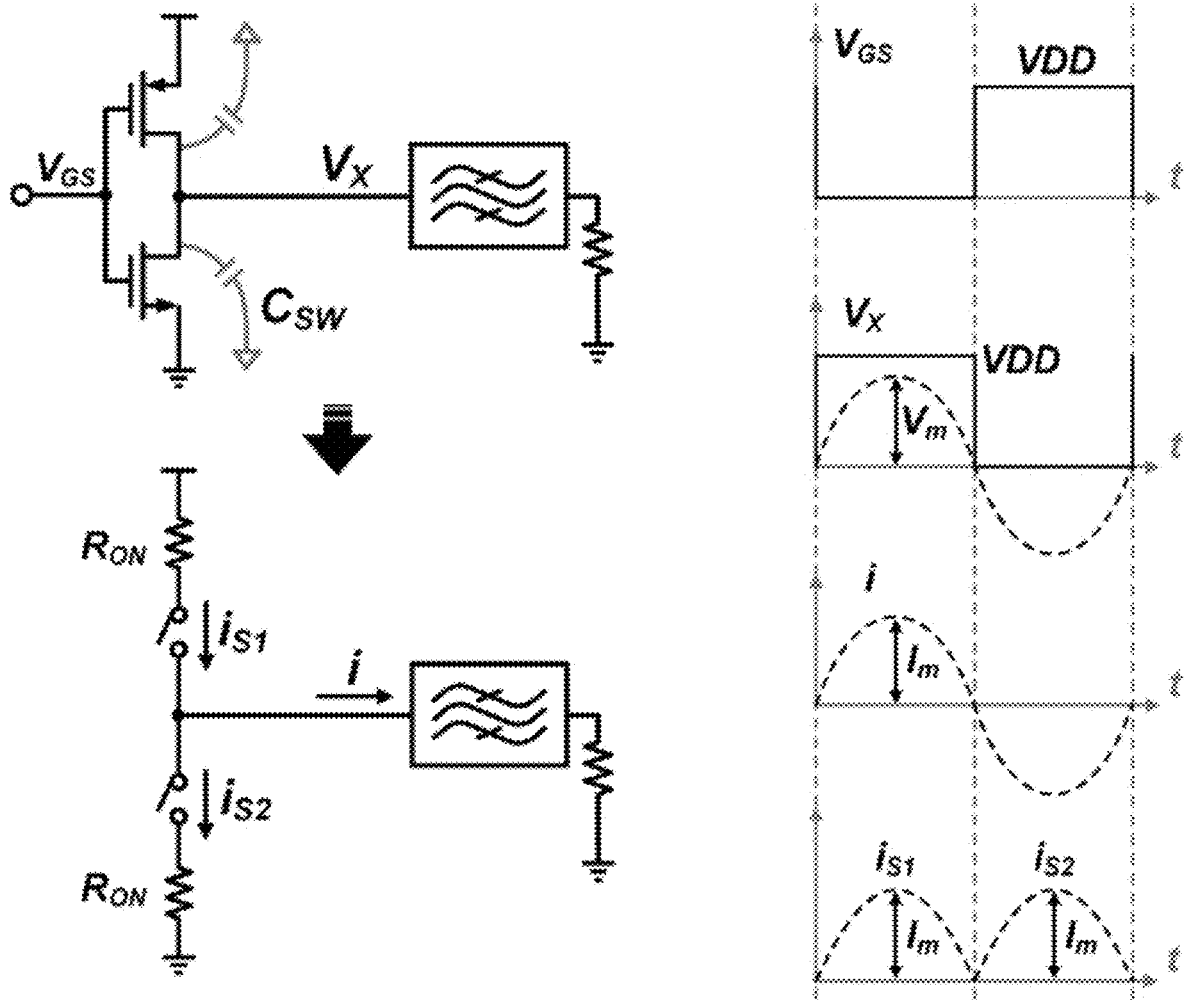 V_GS
V_X
C_SW
R_ON
i_S1
i
i_S2
R_ON
V_GS
VDD
t
V_X
VDD
V_m
t
i
I_m
t
i_S1
i_S2
I_m
I_m
t